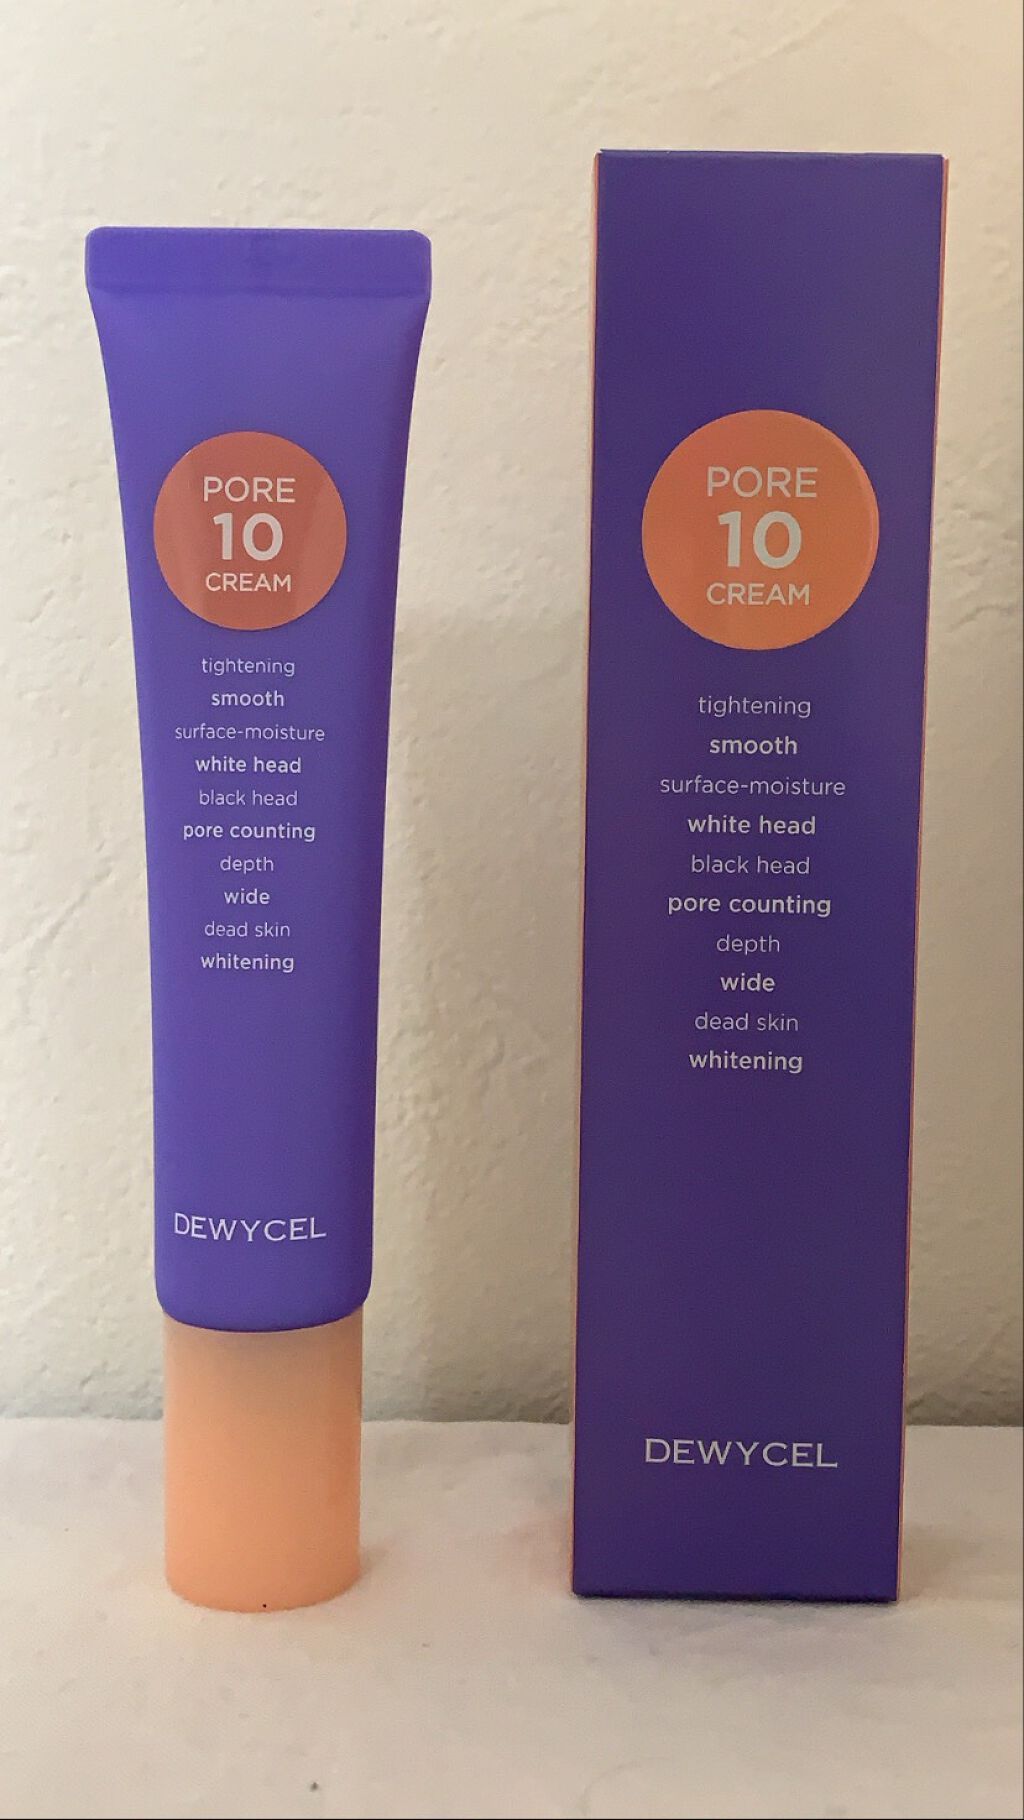 PORE
10
CREAM
tightening
smooth
surface-moisture
white head
black head
pore counting
depth
wide
dead skin
whitening
DEWYCEL
PORE
10
CREAM
tightening
smooth
surface-moisture
white head
black head
pore counting
depth
wide
dead skin
whitening
DEWYCEL